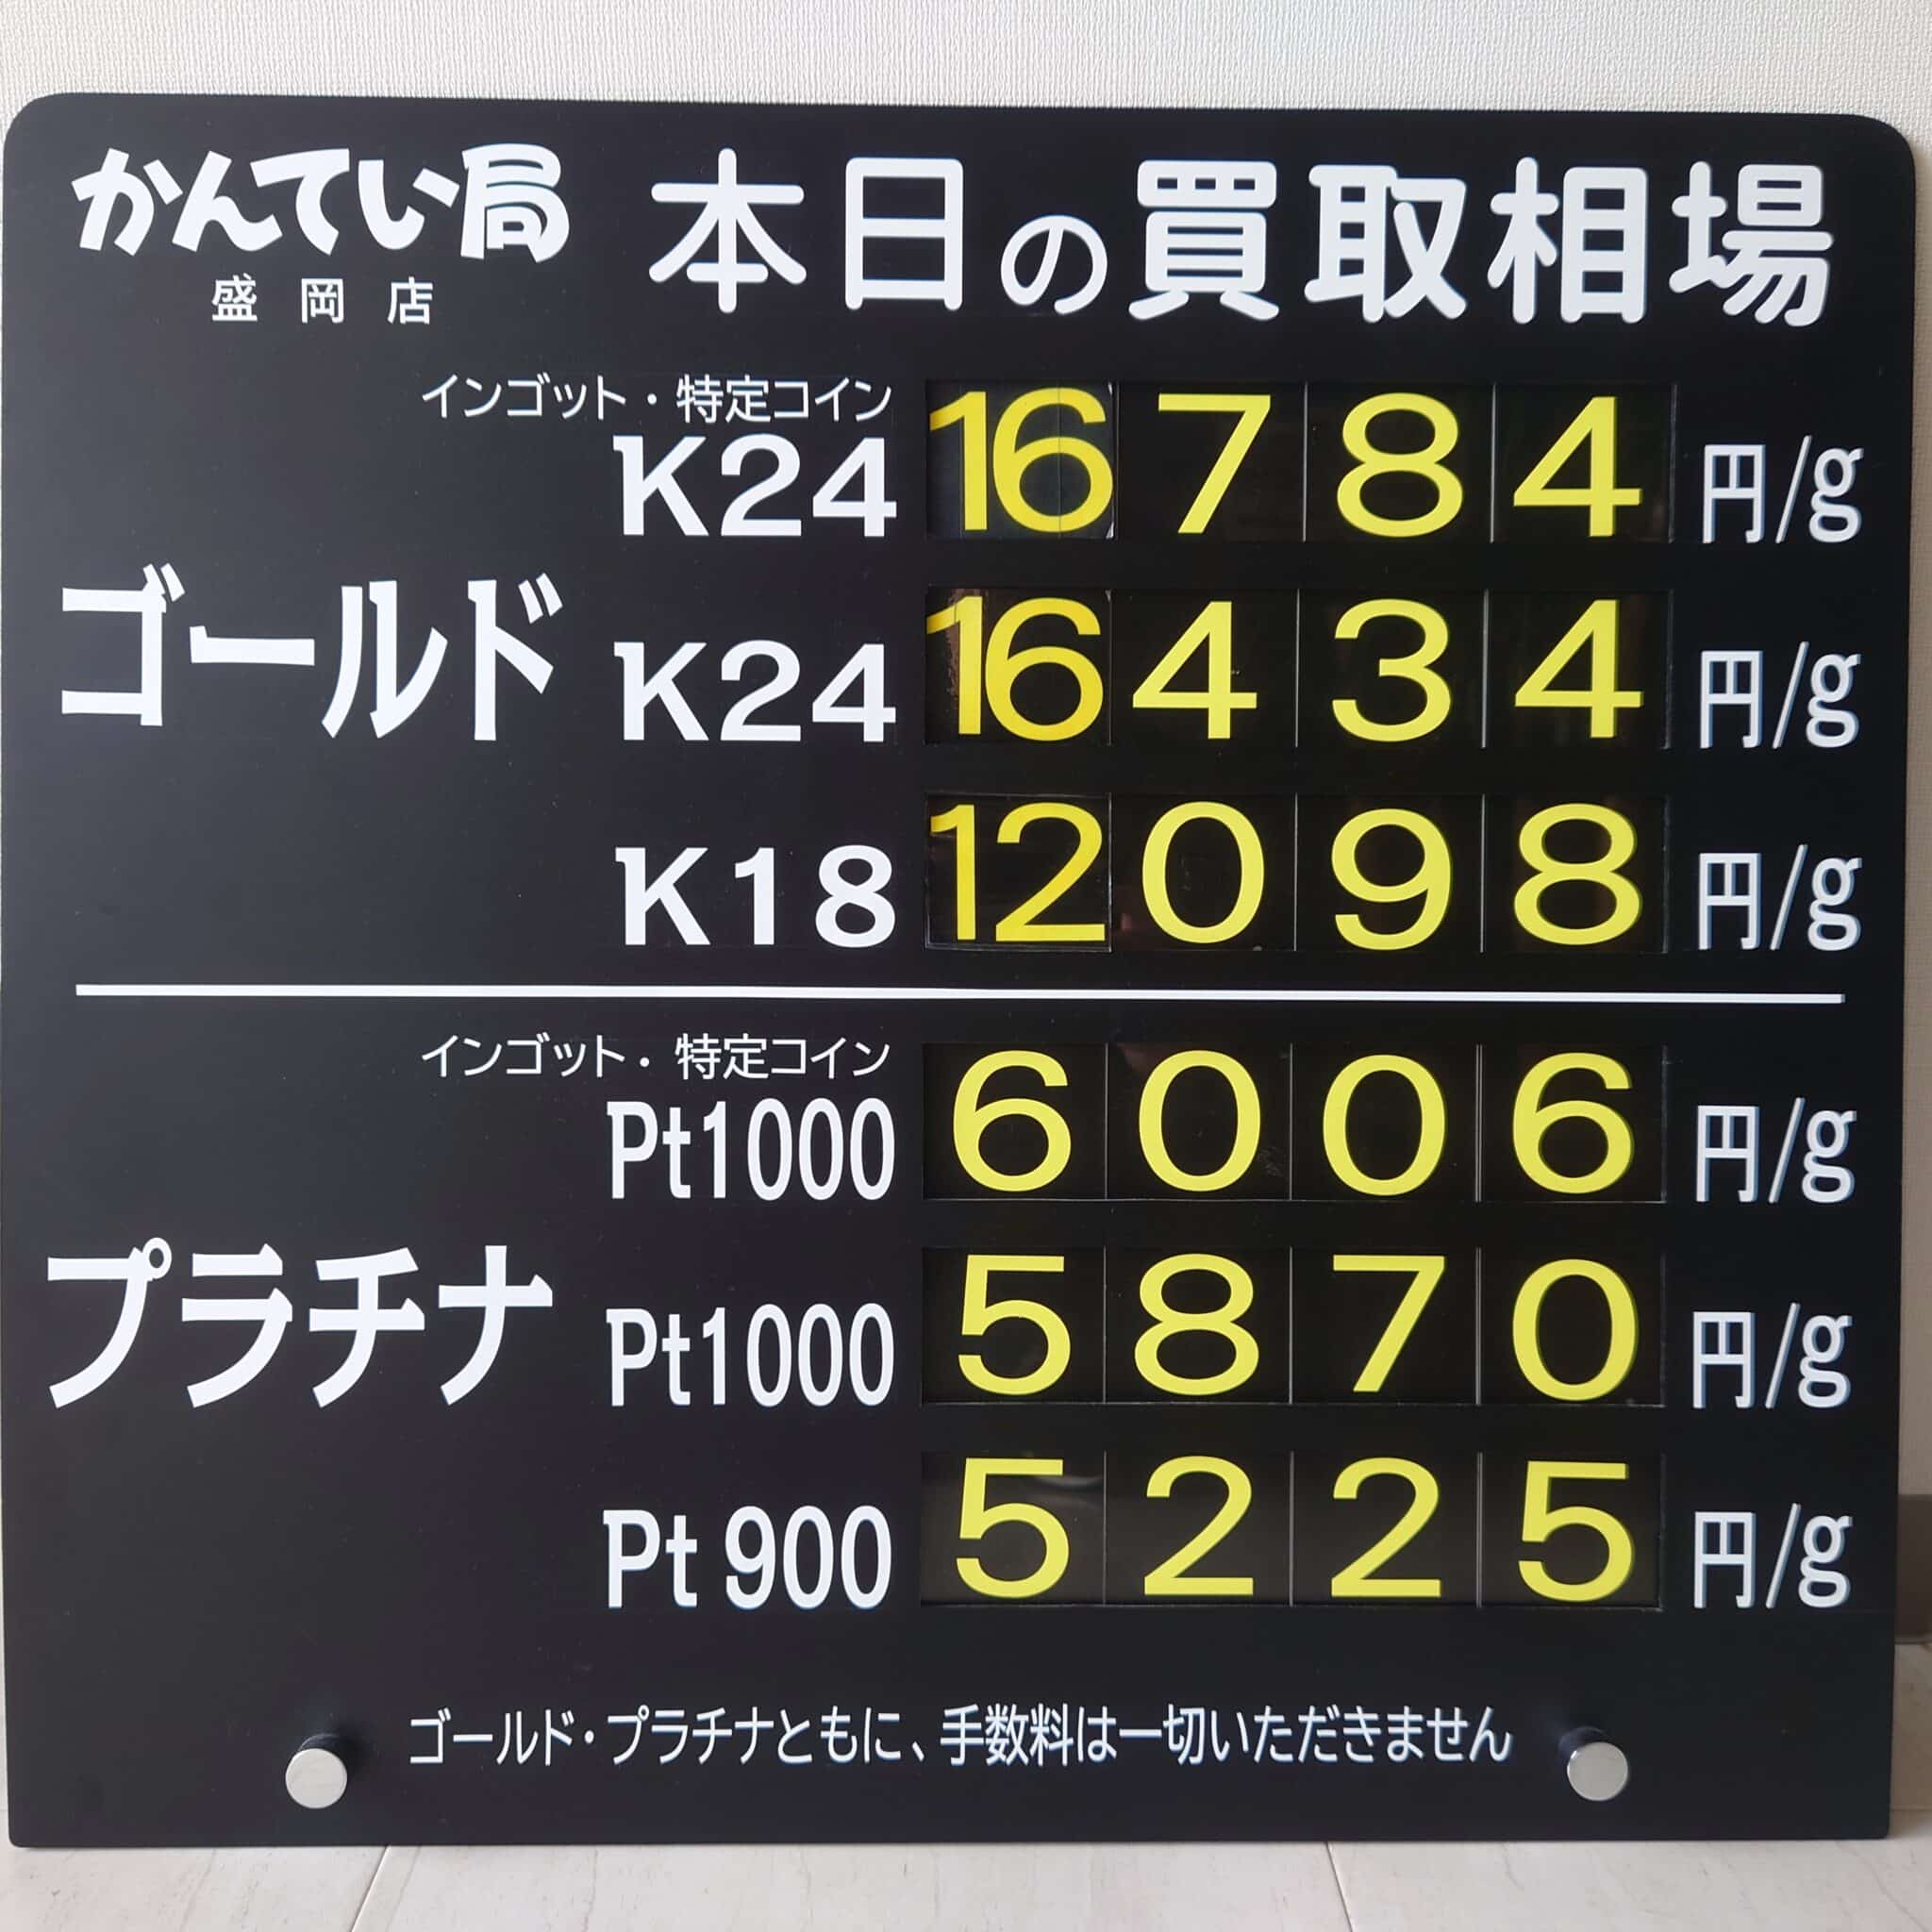 かんてい局 本日の買取相場
盛岡店
インゴット・特定コイン
K24 16784 円/g
ゴールド K24 16434 円/g
K18 12098 円/g
インゴット・特定コイン
Pt1000 6006 円/g
プラチナ Pt1000 5870 円/g
Pt900 5225 円/g
ゴールド・プラチナともに、手数料は一切いただきません